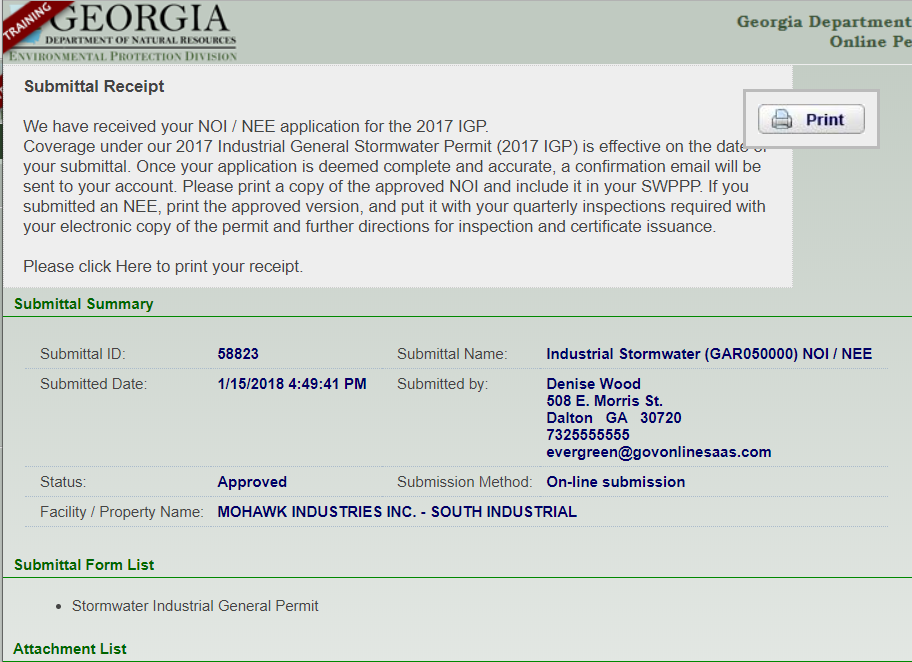 TRAINING
GEORGIA
DEPARTMENT OF NATURAL RESOURCES
ENVIRONMENTAL PROTECTION DIVISION
Georgia Department
Online Pe
Submittal Receipt
Print
We have received your NOI / NEE application for the 2017 IGP.
Coverage under our 2017 Industrial General Stormwater Permit (2017 IGP) is effective on the date of
your submittal. Once your application is deemed complete and accurate, a confirmation email will be
sent to your account. Please print a copy of the approved NOI and include it in your SWPPP. If you
submitted an NEE, print the approved version, and put it with your quarterly inspections required with
your electronic copy of the permit and further directions for inspection and certificate issuance.
Please click Here to print your receipt.
Submittal Summary
Submittal ID: 58823 Submittal Name: Industrial Stormwater (GAR050000) NOI / NEE
Submitted Date: 1/15/2018 4:49:41 PM Submitted by: Denise Wood
508 E. Morris St.
Dalton GA 30720
7325555555
evergreen@govonlinesaas.com
Status: Approved Submission Method: On-line submission
Facility / Property Name: MOHAWK INDUSTRIES INC. - SOUTH INDUSTRIAL
Submittal Form List
• Stormwater Industrial General Permit
Attachment List